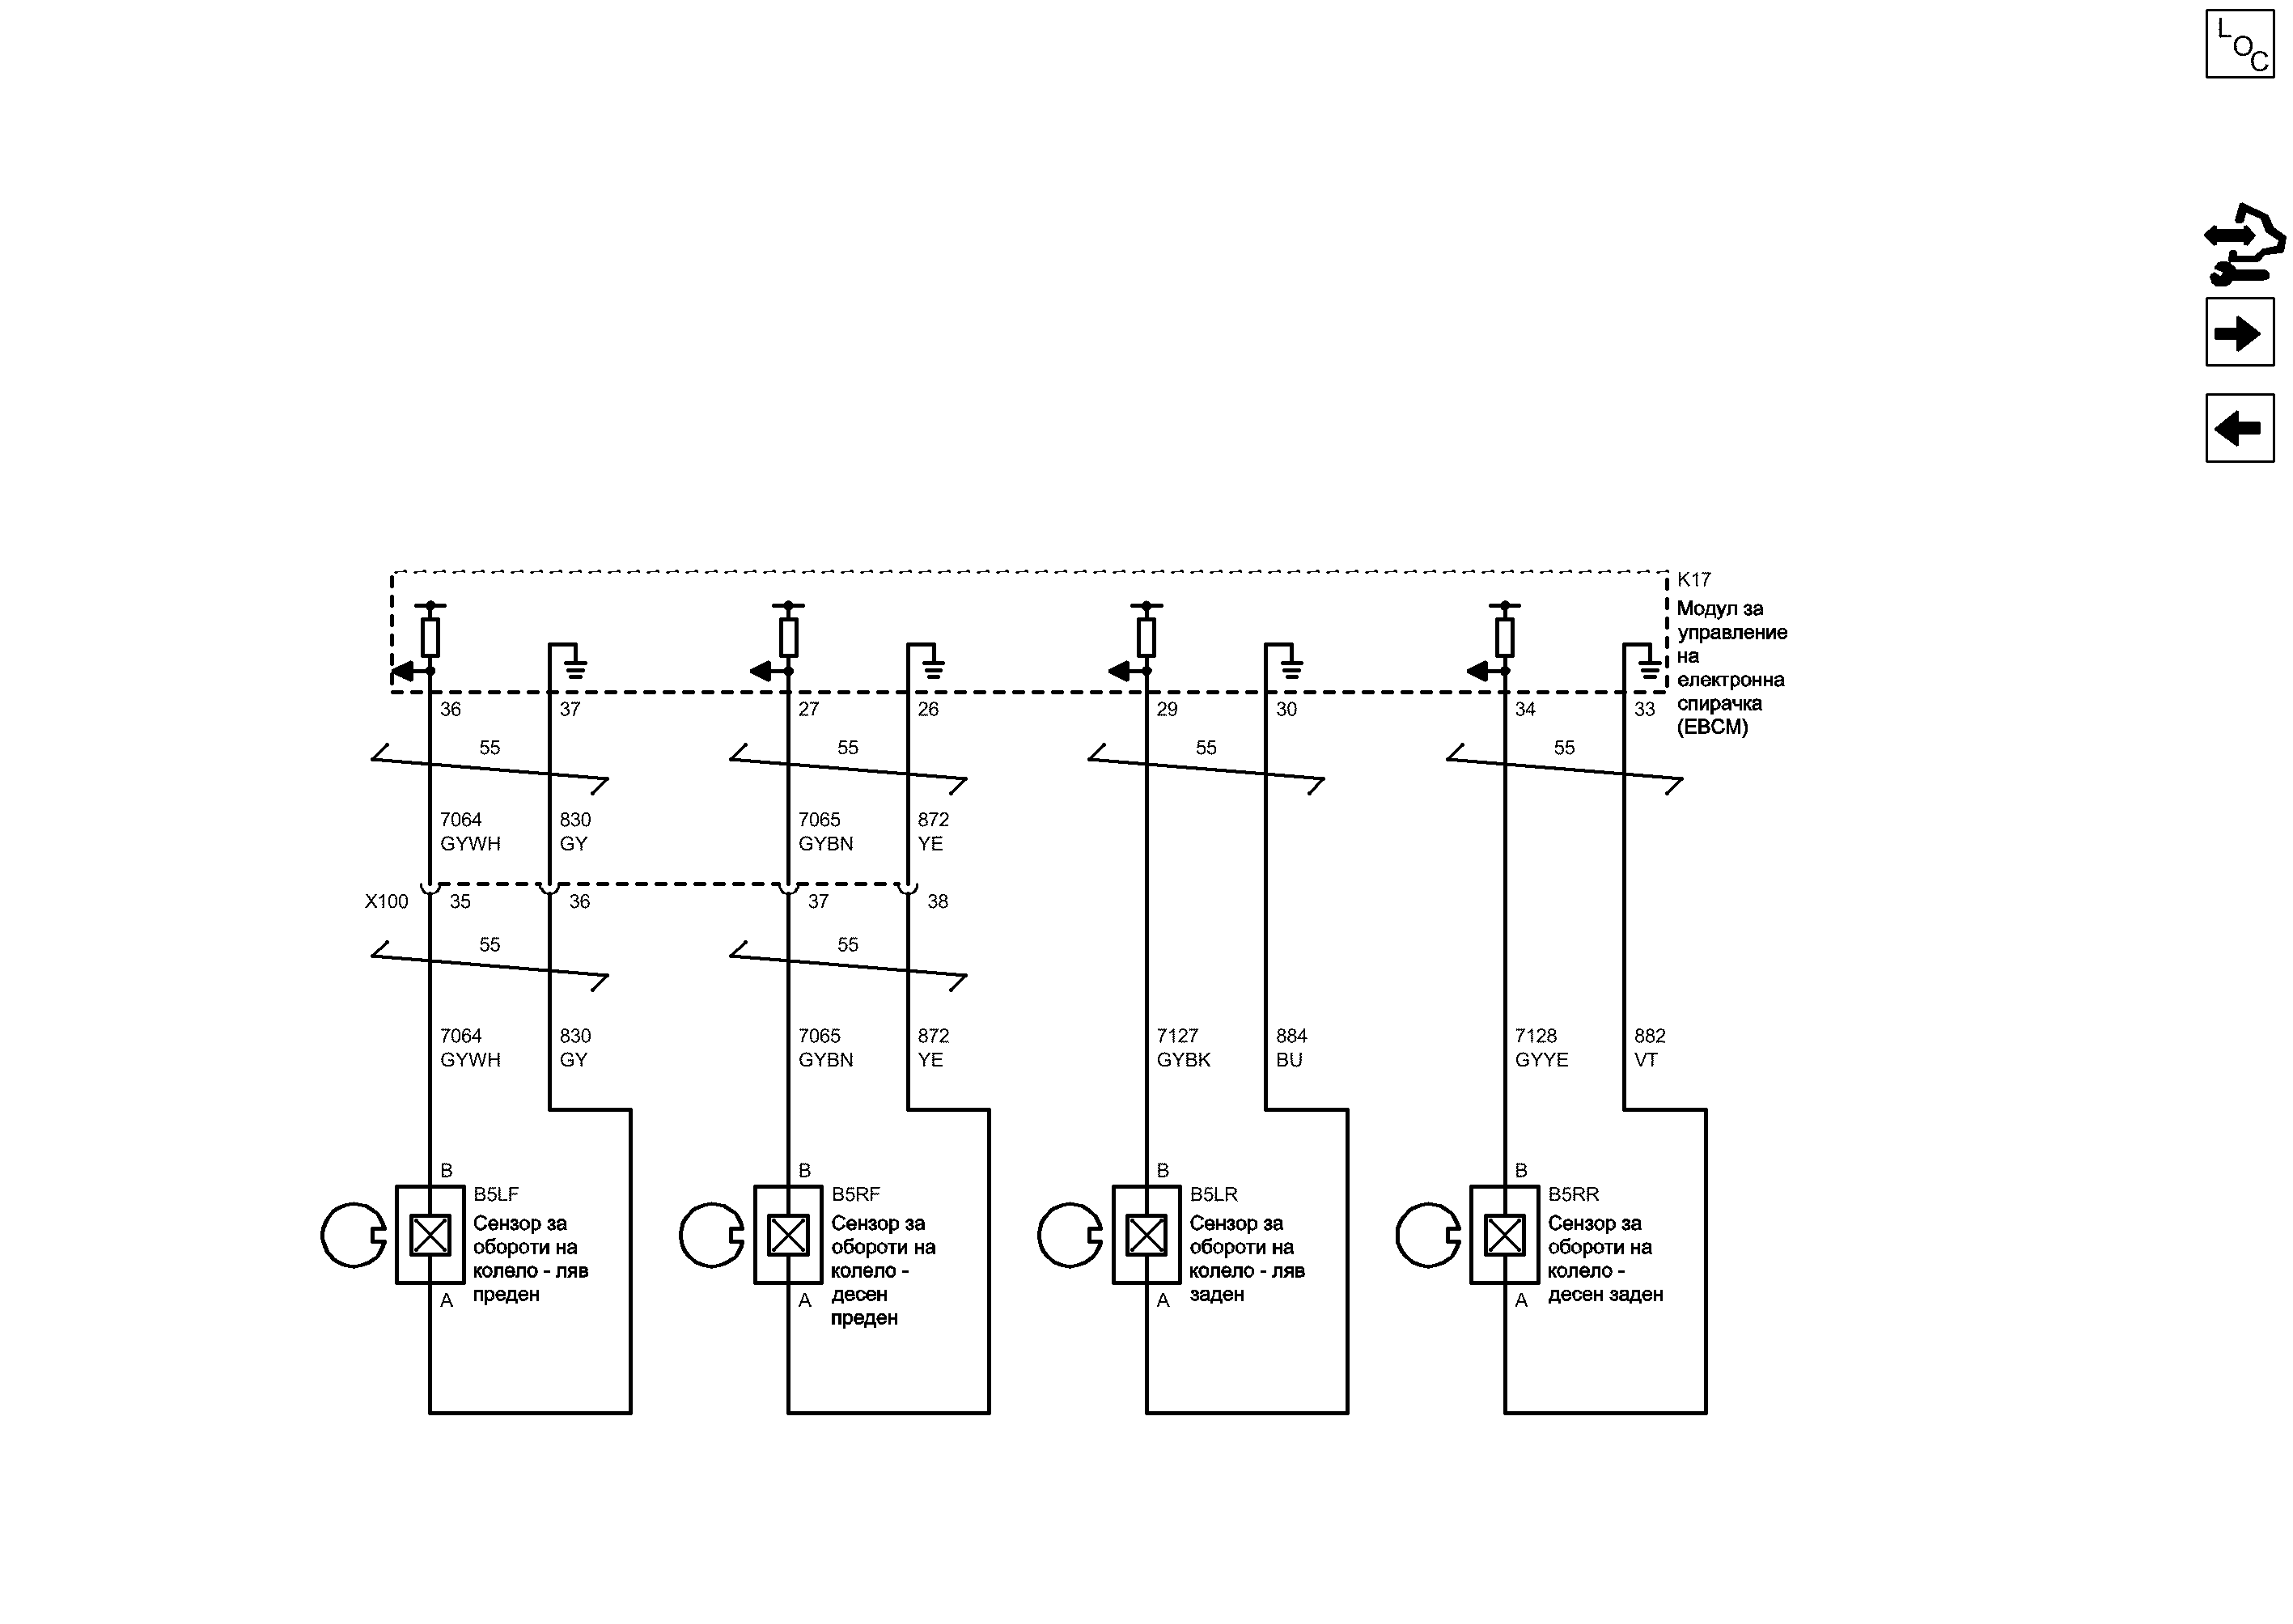 LOC
K17
Модул за
управление
на
електронна
спирачка
(EBCM)
36 37 27 26 29 30 34 33
55 55 55 55
7064 830 7065 872
GYWH GY GYBN YE
X100 35 36 37 38
55 55
7064 830 7065 872 7127 884 7128 882
GYWH GY GYBN YE GYBK BU GYYE VT
B B B B
B5LF
Сензор за
обороти на
колело - ляв
преден
B5RF
Сензор за
обороти на
колело -
десен
преден
B5LR
Сензор за
обороти на
колело - ляв
заден
B5RR
Сензор за
обороти на
колело -
десен заден
A A A A